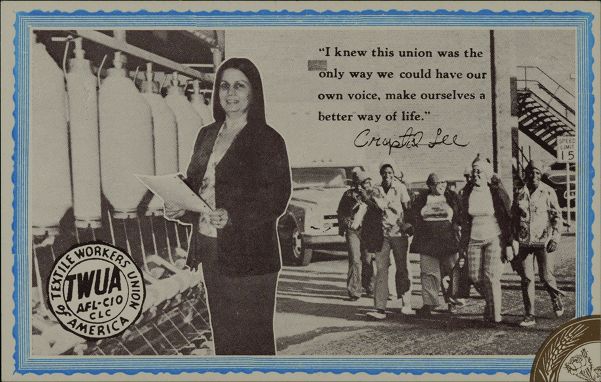 "I knew this union was the
only way we could have our
own voice, make ourselves a
better way of life."
Crystal Lee
SPEED
LIMIT
15
TEXTILE WORKERS UNION
OF AMERICA
TWUA
AFL-CIO
CLC